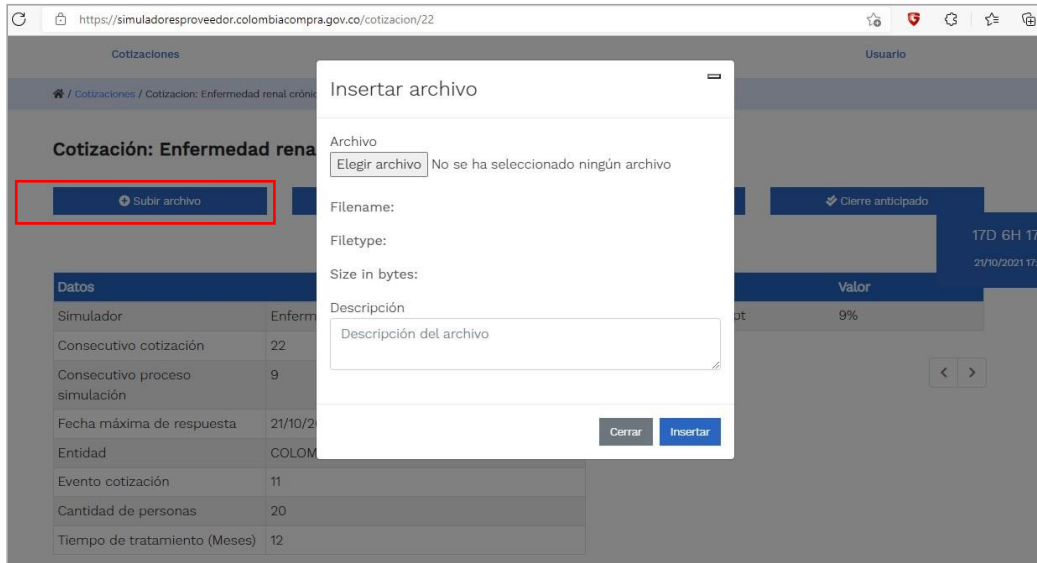 https://simuladoresproveedor.colombiacompra.gov.co/cotizacion/22
Cotizaciones
Usuario
/ Cotizaciones / Cotizacion: Enfermedad renal crónic
Insertar archivo
Cotización: Enfermedad rena
Archivo
Elegir archivo No se ha seleccionado ningún archivo
Subir archivo
Cierre anticipado
Filename:
Filetype:
17D 6H 17
21/10/2021 17:
Size in bytes:
Datos
Valor
Descripción
Descripción del archivo
Simulador Enferm
9%
Consecutivo cotización 22
Consecutivo proceso simulación 9
Fecha máxima de respuesta 21/10/2
Entidad COLOM
Cerrar Insertar
Evento cotización 11
Cantidad de personas 20
Tiempo de tratamiento (Meses) 12